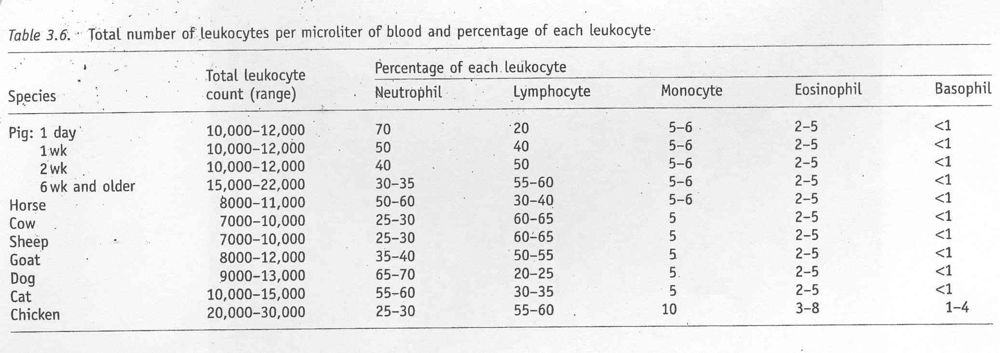 Table 3.6. Total number of leukocytes per microliter of blood and percentage of each leukocyte
Percentage of each leukocyte
Species Total leukocyte count (range) Neutrophil Lymphocyte Monocyte Eosinophil Basophil
Pig: 1 day 10,000–12,000 70 20 5–6 2–5 <1
1 wk 10,000–12,000 50 40 5–6 2–5 <1
2 wk 10,000–12,000 40 50 5–6 2–5 <1
6 wk and older 15,000–22,000 30–35 55–60 5–6 2–5 <1
Horse 8000–11,000 50–60 30–40 5–6 2–5 <1
Cow 7000–10,000 25–30 60–65 5 2–5 <1
Sheep 7000–10,000 25–30 60–65 5 2–5 <1
Goat 8000–12,000 35–40 50–55 5 2–5 <1
Dog 9000–13,000 65–70 20–25 5 2–5 <1
Cat 10,000–15,000 55–60 30–35 5 2–5 <1
Chicken 20,000–30,000 25–30 55–60 10 3–8 1–4